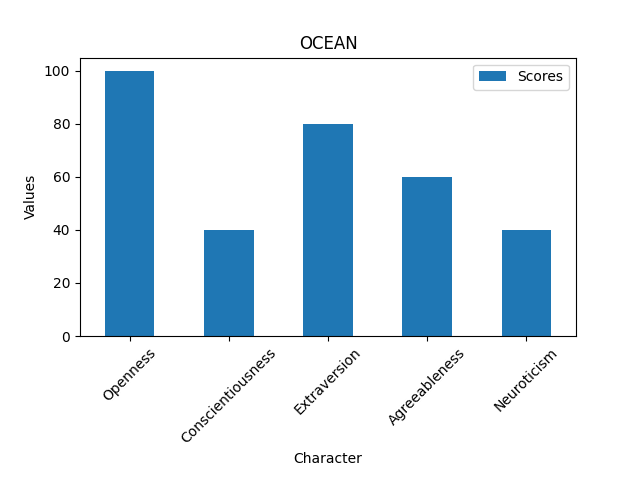 OCEAN
Scores
Values
100
80
60
40
20
0
Openness
Conscientiousness
Extraversion
Agreeableness
Neuroticism
Character